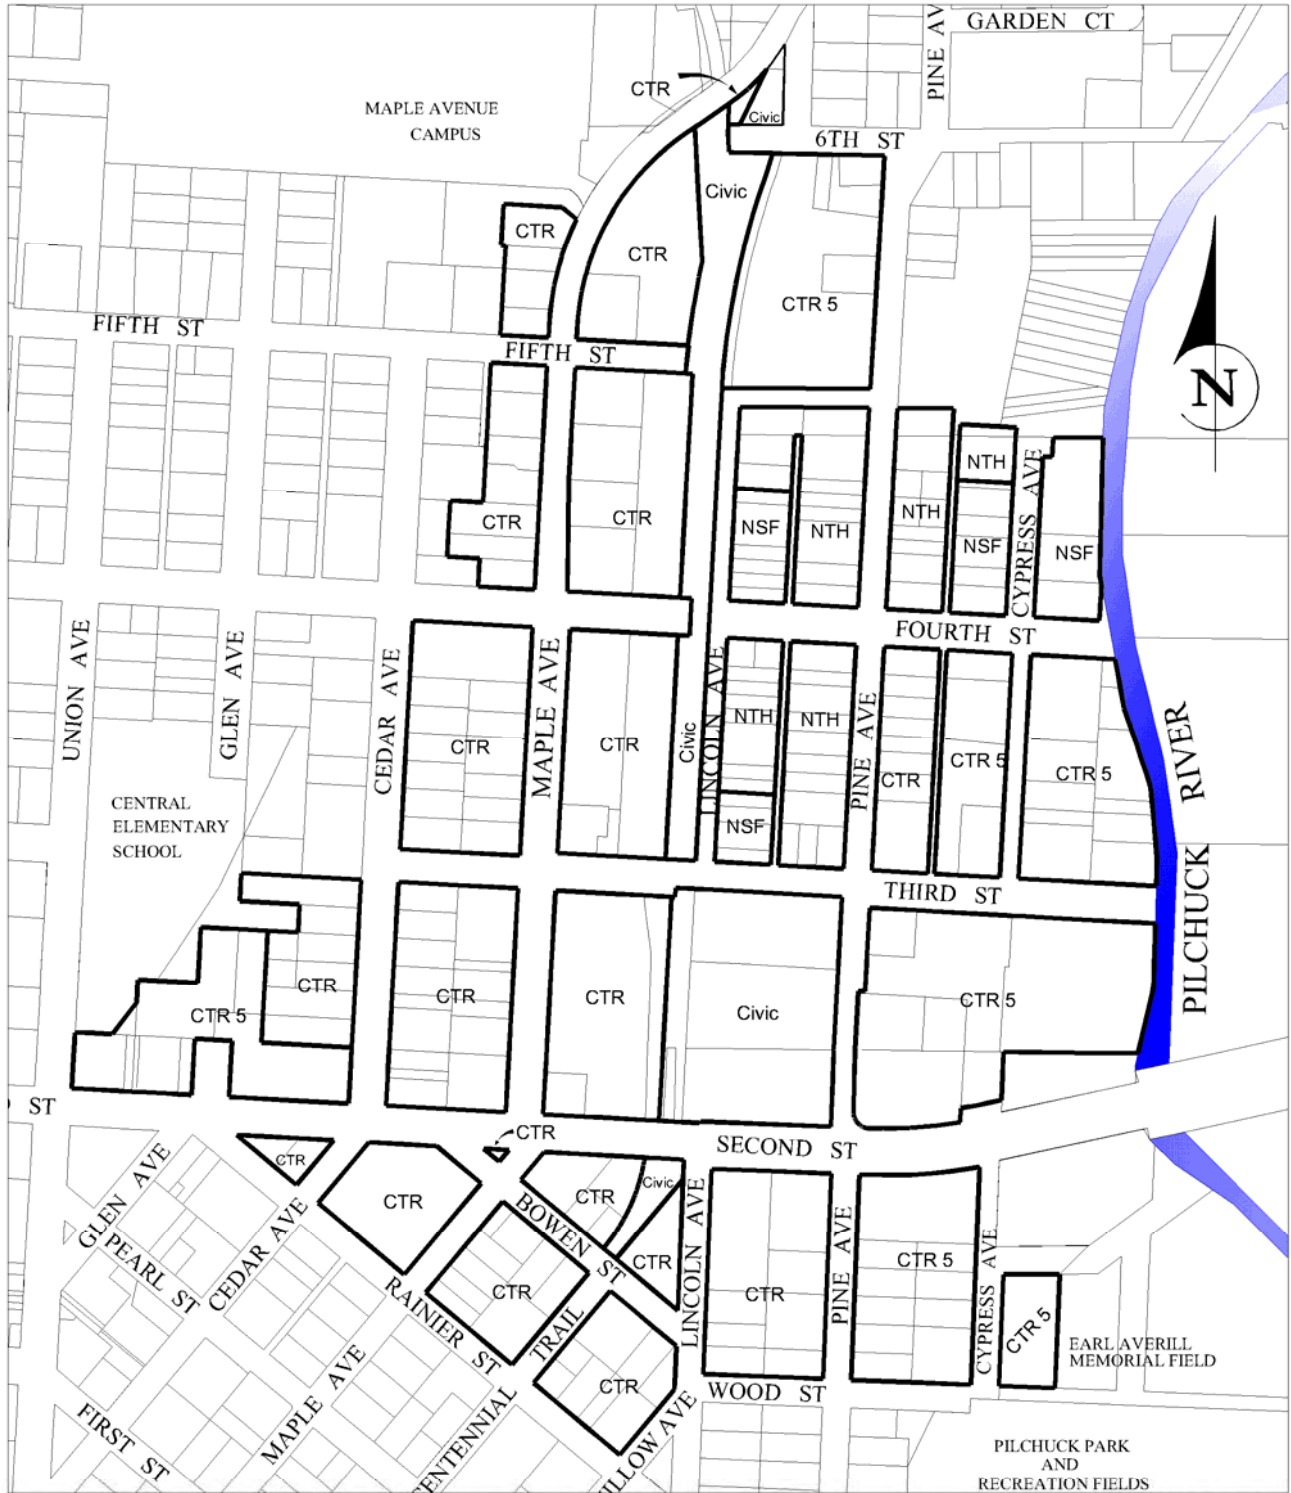 GARDEN CT
PINE AV
CTR
MAPLE AVENUE
CAMPUS
Civic
6TH ST
Civic
CTR
CTR
CTR 5
N
FIFTH ST
FIFTH ST
CTR
CTR
NSF
NTH
NTH
NTH
NSF
NSF
CYPRESS AVE
FOURTH ST
UNION AVE
GLEN AVE
CEDAR AVE
CTR
MAPLE AVE
CTR
Civic
LINCOLN AVE
NTH
NTH
NSF
PINE AVE
CTR
CTR 5
CTR 5
PILCHUCK RIVER
CENTRAL
ELEMENTARY
SCHOOL
THIRD ST
CTR
CTR 5
CTR
CTR
Civic
CTR 5
ST
SECOND ST
CTR
CTR
CTR
CTR
Civic
CTR
BOWEN ST
CTR
CTR
CTR
LINCOLN AVE
CTR
PINE AVE
CTR 5
CYPRESS AVE
CTR 5
EARL AVERILL
MEMORIAL FIELD
GLEN AVE
PEARL ST
CEDAR AVE
RAINIER ST
TRAIL
ENTENNIAL
MAPLE AVE
FIRST ST
ILLOW AVE
WOOD ST
PILCHUCK PARK
AND
RECREATION FIELDS